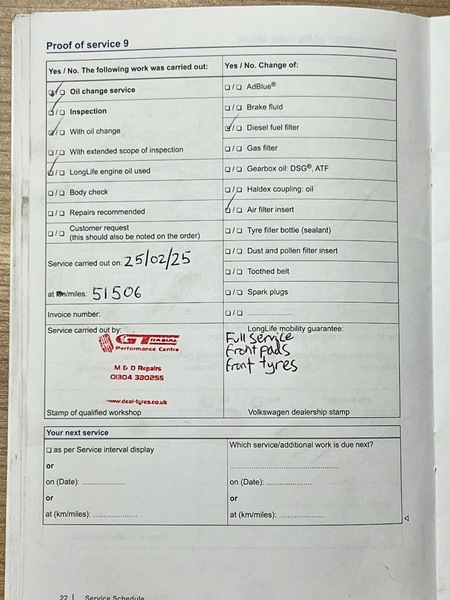 Proof of service 9
Yes / No. The following work was carried out:
☑/☐ Oil change service
☑/☐ Inspection
☑/☐ With oil change
☐/☐ With extended scope of inspection
☑/☐ LongLife engine oil used
☐/☐ Body check
☐/☐ Repairs recommended
☐/☐ Customer request
(this should also be noted on the order)
Service carried out on: 25/02/25
at km/miles: 51506
Invoice number:
Service carried out by:
GT RADIAL
Performance Centre
M & D Repairs
01304 380255
www.deal-tyres.co.uk
Stamp of qualified workshop
Yes / No. Change of:
☐/☐ AdBlue®
☐/☐ Brake fluid
☑/☐ Diesel fuel filter
☐/☐ Gas filter
☐/☐ Gearbox oil: DSG®, ATF
☐/☐ Haldex coupling: oil
☑/☐ Air filter insert
☐/☐ Tyre filler bottle (sealant)
☐/☐ Dust and pollen filter insert
☐/☐ Toothed belt
☐/☐ Spark plugs
☐/☐ ....................
LongLife mobility guarantee:
Full service
front pads
front tyres
Volkswagen dealership stamp
Your next service
☐ as per Service interval display
or
on (Date): ....................
or
at (km/miles): ....................
Which service/additional work is due next?
..................................................
on (Date): ....................
or
at (km/miles): ....................
22 | Service Schedule